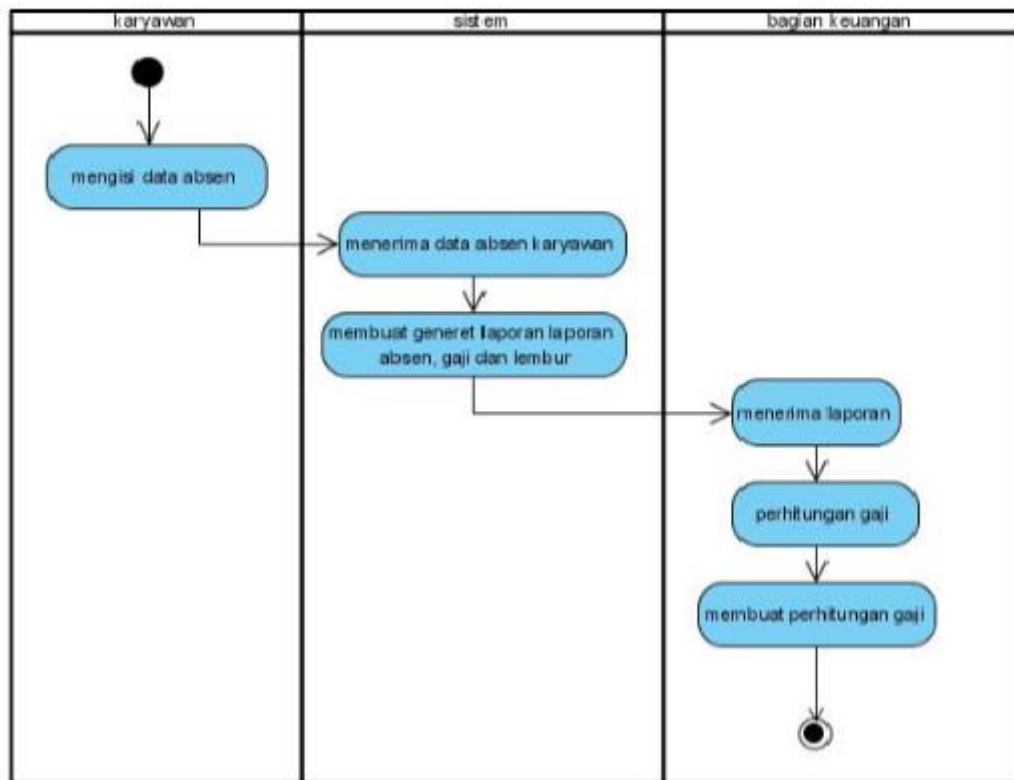 karyawan
sistem
bagian keuangan
mengisi data absen
menerima data absen karyawan
membuat generet laporan laporan
absen, gaji dan lembur
menerima laporan
perhitungan gaji
membuat perhitungan gaji